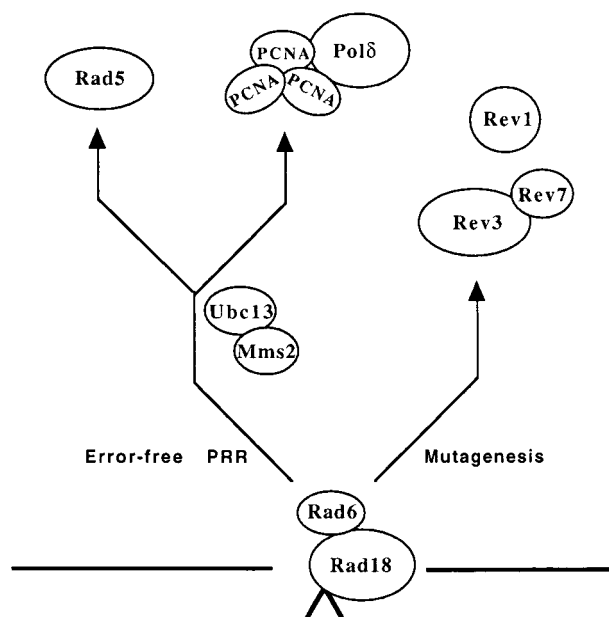 PCNA
Polδ
Rad5
PCNA
PCNA
Rev1
Rev7
Rev3
Ubc13
Mms2
Error-free PRR
Mutagenesis
Rad6
Rad18